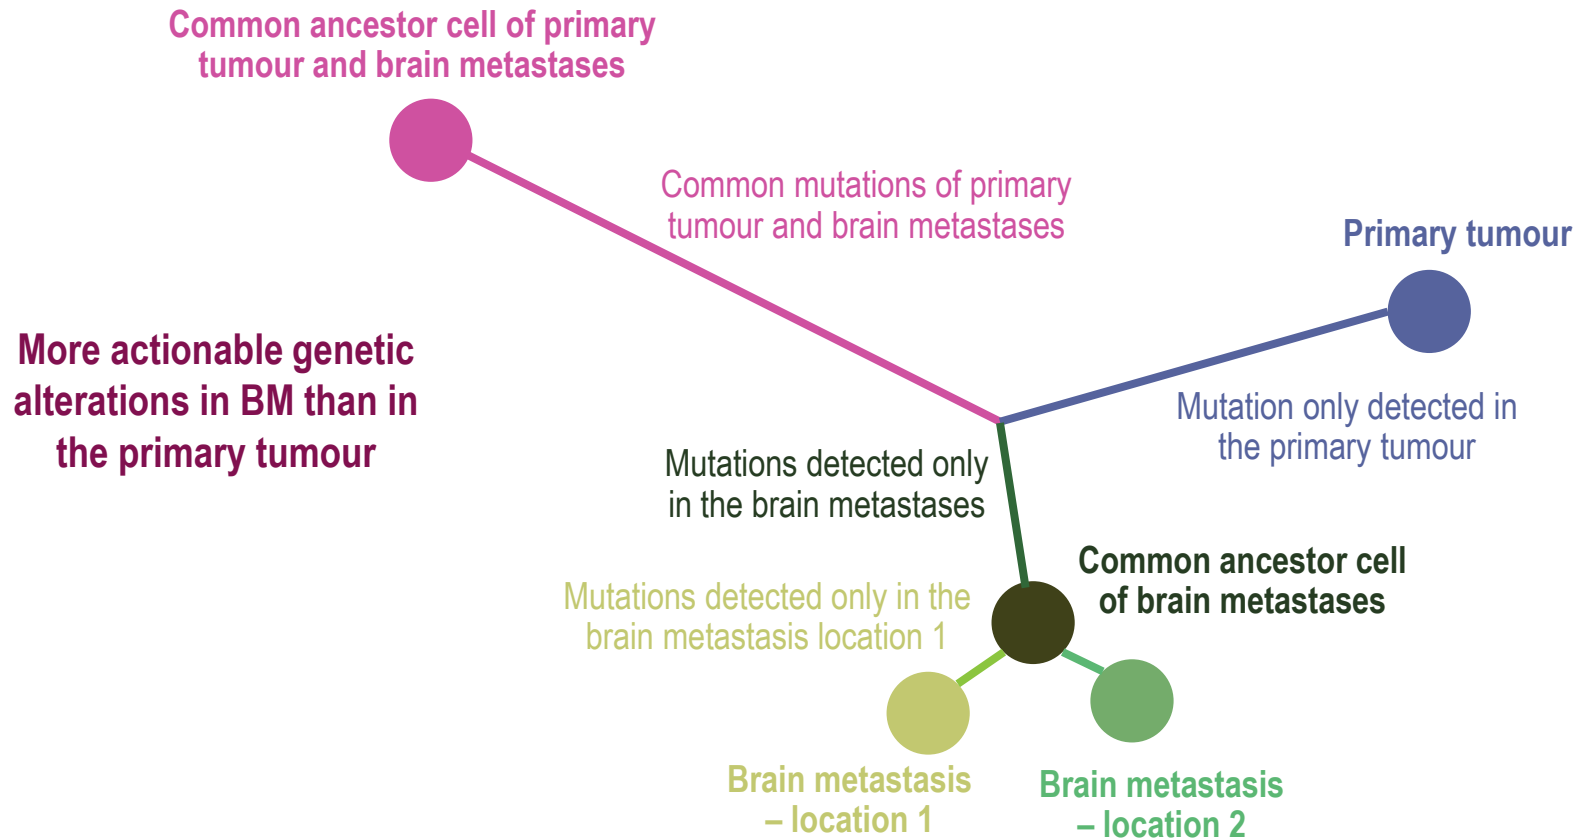 Common ancestor cell of primary
tumour and brain metastases
Common mutations of primary
tumour and brain metastases
Primary tumour
More actionable genetic
alterations in BM than in
the primary tumour
Mutation only detected in
the primary tumour
Mutations detected only
in the brain metastases
Common ancestor cell
of brain metastases
Mutations detected only in the
brain metastasis location 1
Brain metastasis
– location 1
Brain metastasis
– location 2